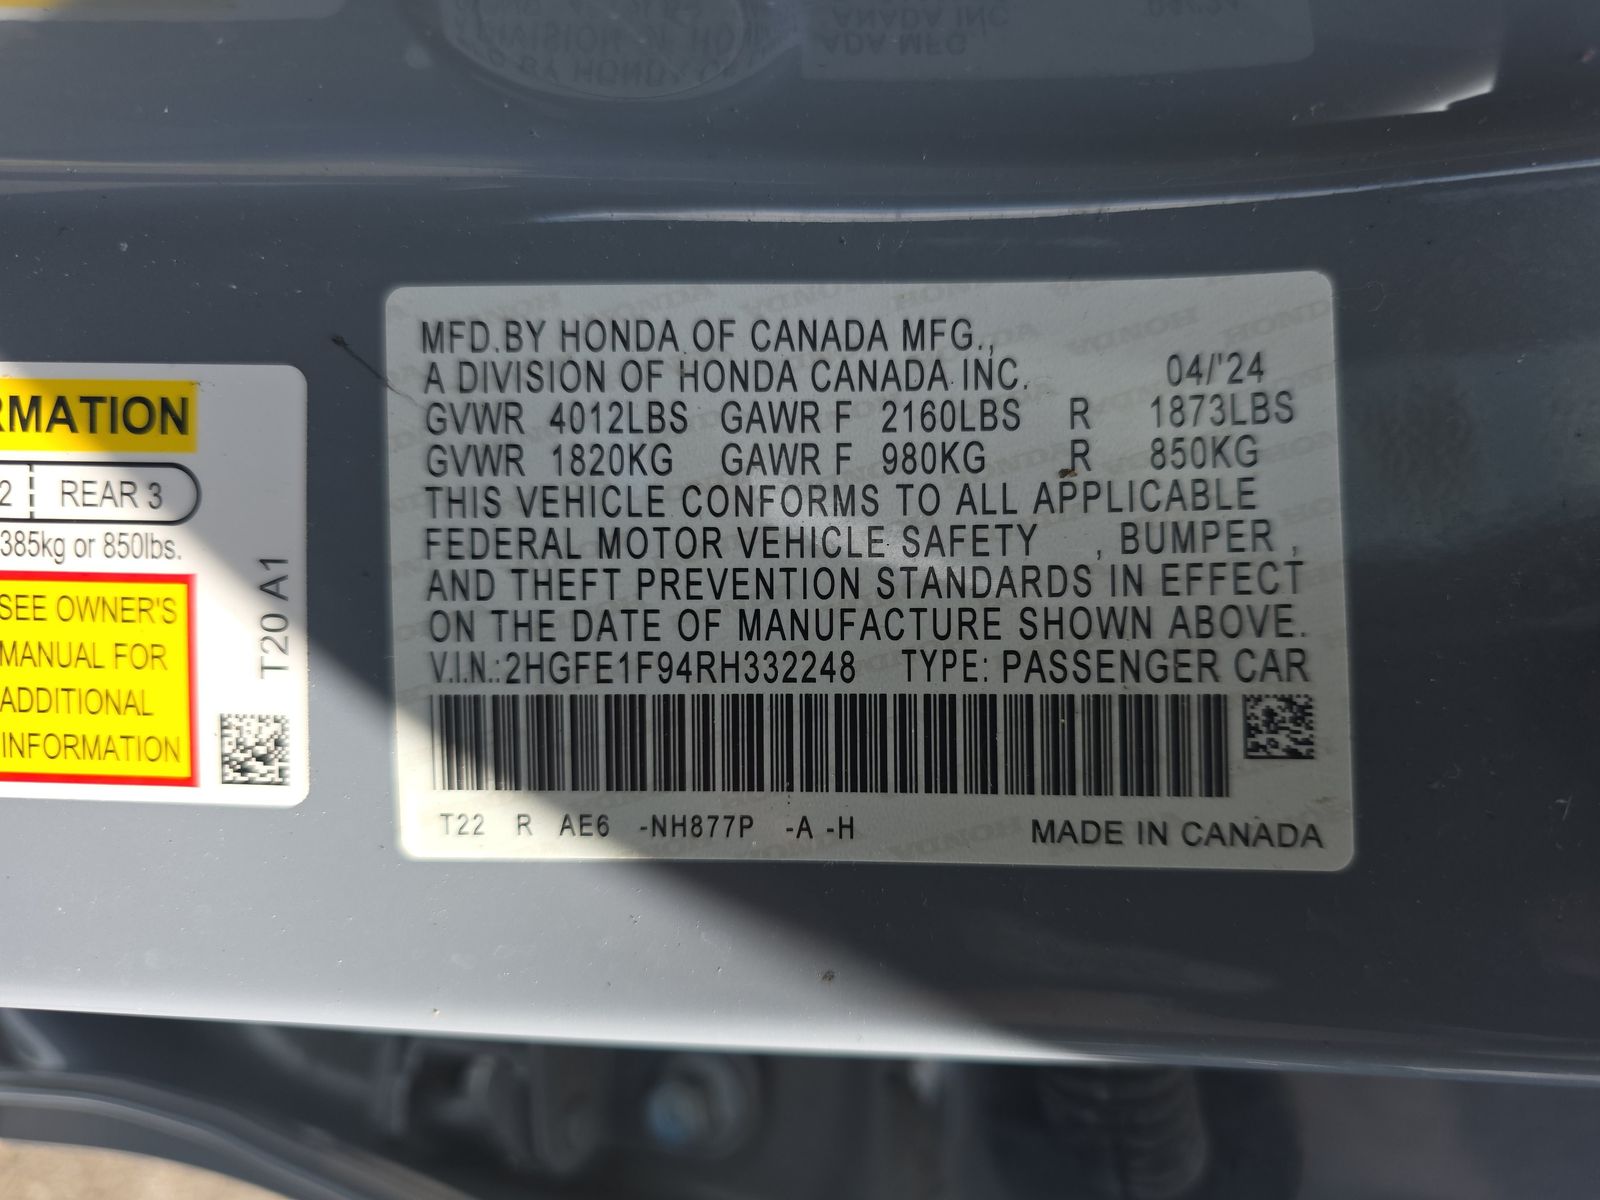 RMATION
2 REAR 3
385kg or 850lbs.
SEE OWNER'S
MANUAL FOR
ADDITIONAL
INFORMATION
T20 A1
MFD.BY HONDA OF CANADA MFG.,
A DIVISION OF HONDA CANADA INC. 04/'24
GVWR 4012LBS GAWR F 2160LBS R 1873LBS
GVWR 1820KG GAWR F 980KG R 850KG
THIS VEHICLE CONFORMS TO ALL APPLICABLE
FEDERAL MOTOR VEHICLE SAFETY , BUMPER ,
AND THEFT PREVENTION STANDARDS IN EFFECT
ON THE DATE OF MANUFACTURE SHOWN ABOVE.
V.I.N.:2HGFE1F94RH332248 TYPE: PASSENGER CAR
T22 R AE6 -NH877P -A -H MADE IN CANADA